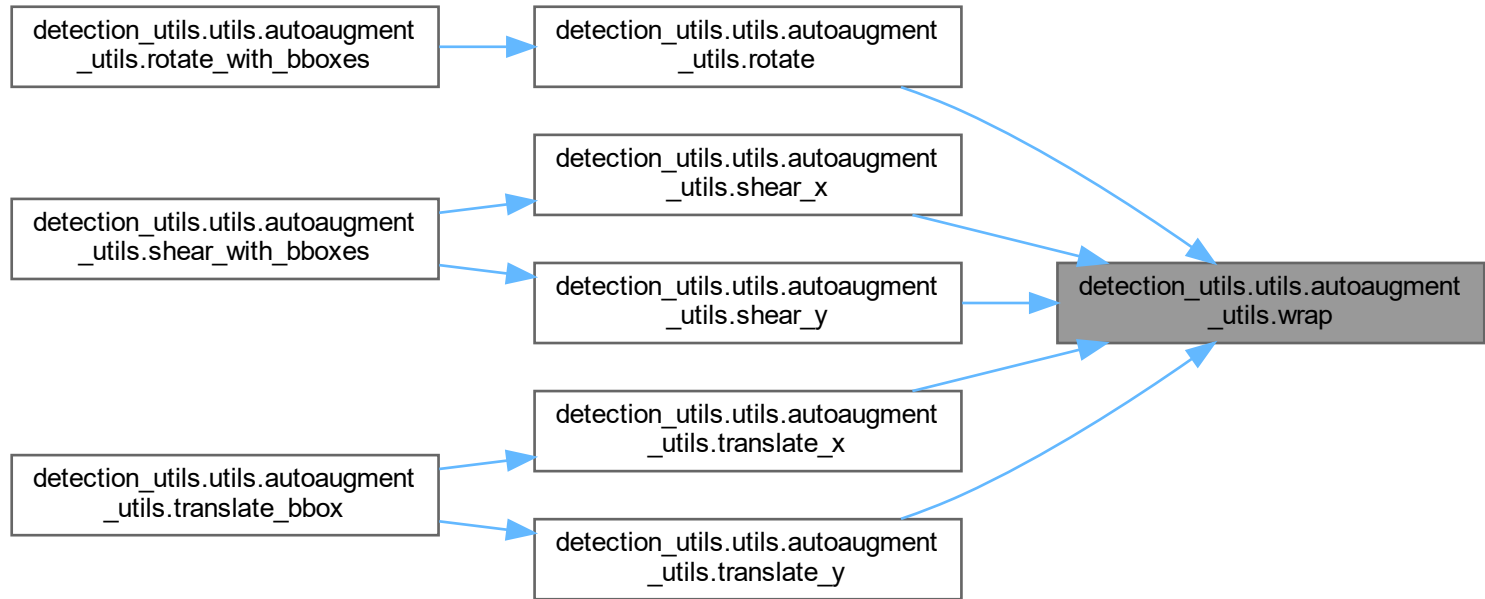 detection_utils.utils.autoaugment
_utils.rotate_with_bboxes
detection_utils.utils.autoaugment
_utils.rotate
detection_utils.utils.autoaugment
_utils.shear_x
detection_utils.utils.autoaugment
_utils.shear_with_bboxes
detection_utils.utils.autoaugment
_utils.shear_y
detection_utils.utils.autoaugment
_utils.wrap
detection_utils.utils.autoaugment
_utils.translate_x
detection_utils.utils.autoaugment
_utils.translate_bbox
detection_utils.utils.autoaugment
_utils.translate_y